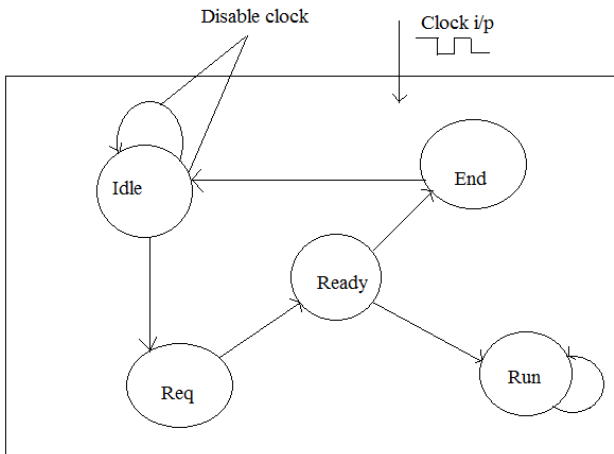 Disable clock
Clock i/p
Idle
End
Ready
Req
Run